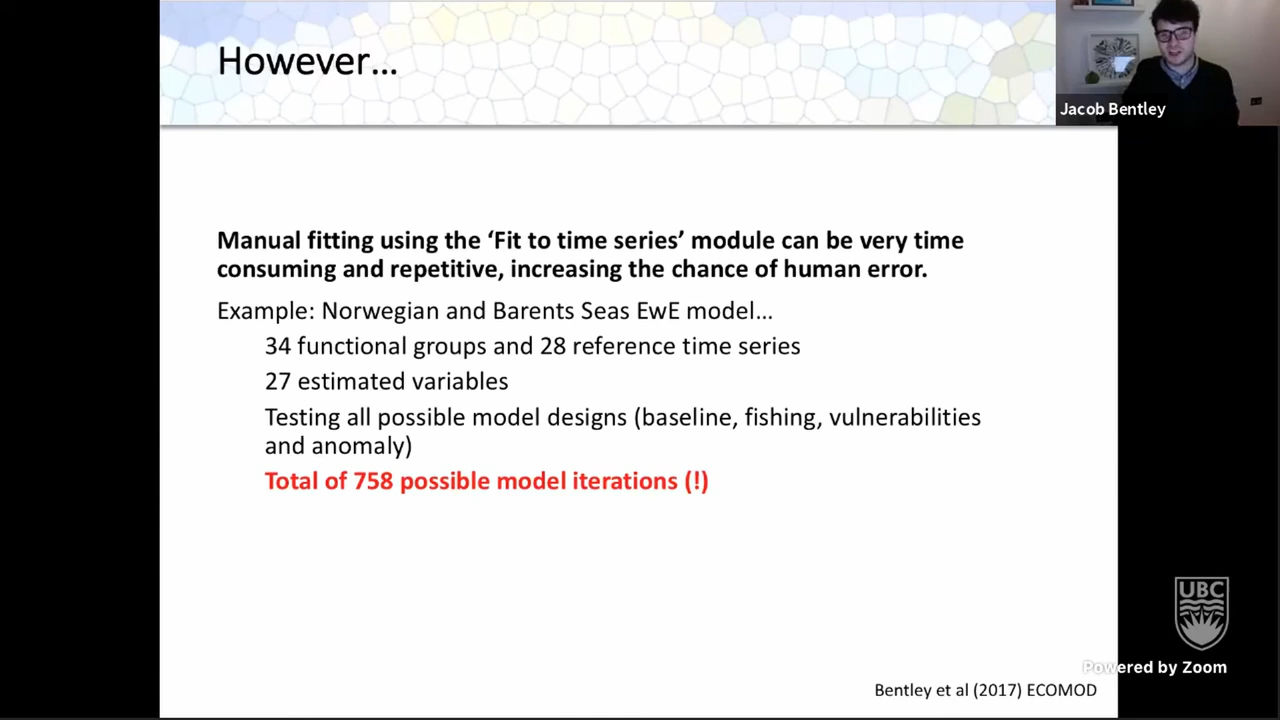 However…
Jacob Bentley
Manual fitting using the ‘Fit to time series’ module can be very time
consuming and repetitive, increasing the chance of human error.
Example: Norwegian and Barents Seas EwE model…
34 functional groups and 28 reference time series
27 estimated variables
Testing all possible model designs (baseline, fishing, vulnerabilities
and anomaly)
Total of 758 possible model iterations (!)
UBC
Powered by Zoom
Bentley et al (2017) ECOMOD